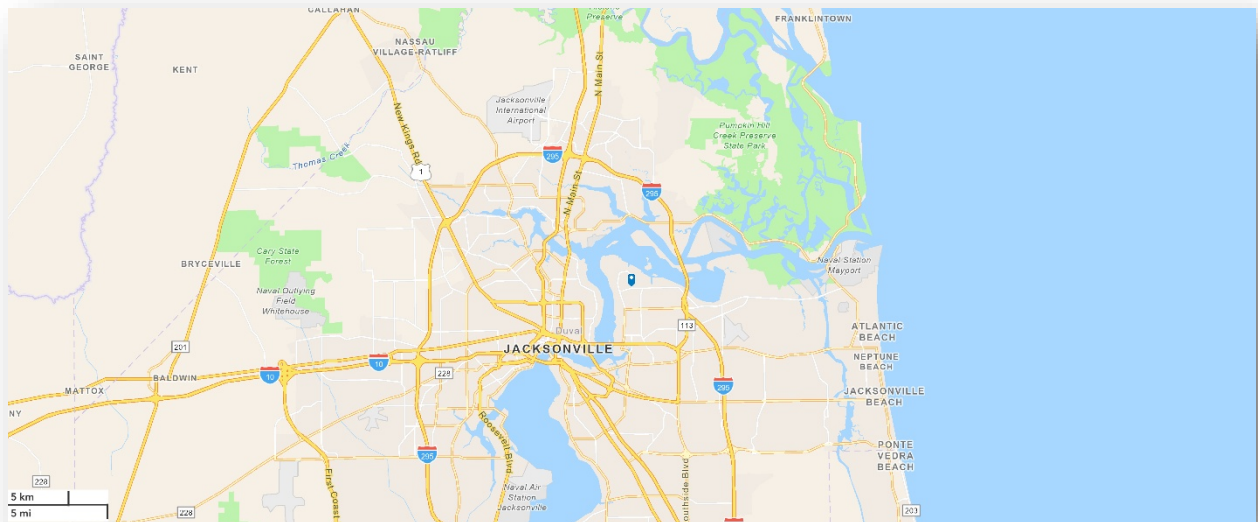 CALLAHAN
Preserve
FRANKLINTOWN
NASSAU
VILLAGE-RATLIFF
SAINT
GEORGE
KENT
N Main St
Jacksonville
International
Airport
New Kings Rd
Pumpkin Hill
Creek Preserve
State Park
Thomas Creek
295
1
295
N Main St
Cary State
Forest
BRYCEVILLE
Naval Station
Mayport
Naval Outlying
Field
Whitehouse
113
ATLANTIC
BEACH
Duval
JACKSONVILLE
201
10
10
228
NEPTUNE
BEACH
BALDWIN
295
MATTOX
JACKSONVILLE
BEACH
NY
Roosevelt Blvd
PONTE
VEDRA
BEACH
295
228
First Coast
Naval Air
Station
Jacksonville
outhside Blvd
5 km
5 mi
228
203